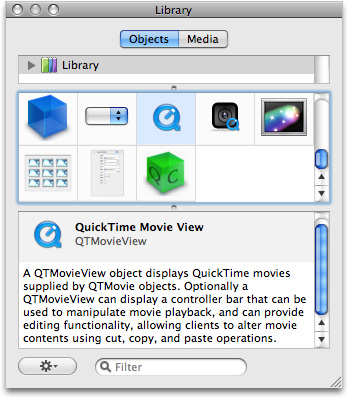 Library
Objects Media
Library
Q C
QuickTime Movie View
QTMovieView
A QTMovieView object displays QuickTime movies
supplied by QTMovie objects. Optionally a
QTMovieView can display a controller bar that can be
used to manipulate movie playback, and can provide
editing functionality, allowing clients to alter movie
contents using cut, copy, and paste operations.
Filter